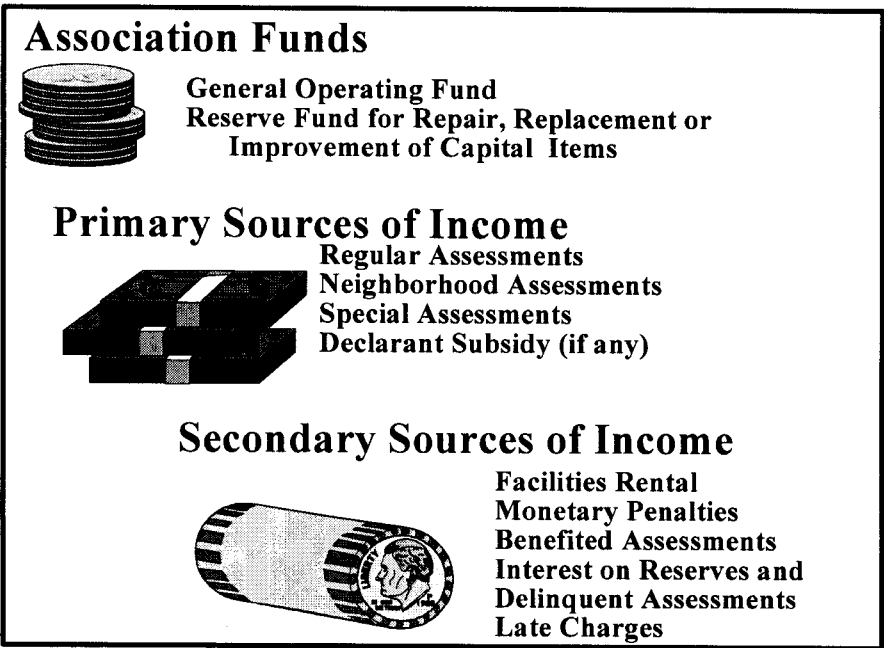 Association Funds
General Operating Fund
Reserve Fund for Repair, Replacement or
Improvement of Capital Items
Primary Sources of Income
Regular Assessments
Neighborhood Assessments
Special Assessments
Declarant Subsidy (if any)
Secondary Sources of Income
Facilities Rental
Monetary Penalties
Benefited Assessments
Interest on Reserves and
Delinquent Assessments
Late Charges
LIBERTY